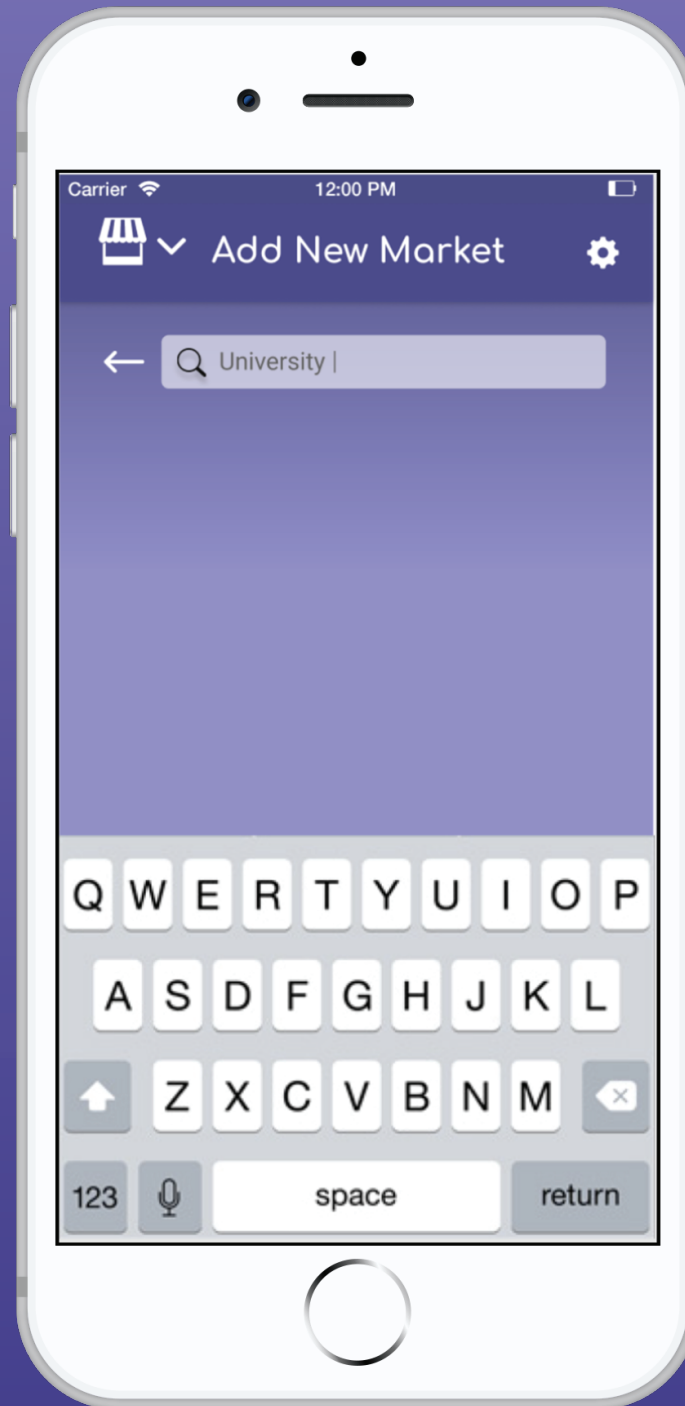 Carrier 12:00 PM
Add New Market
University |
Q W E R T Y U I O P
A S D F G H J K L
Z X C V B N M
123 space return